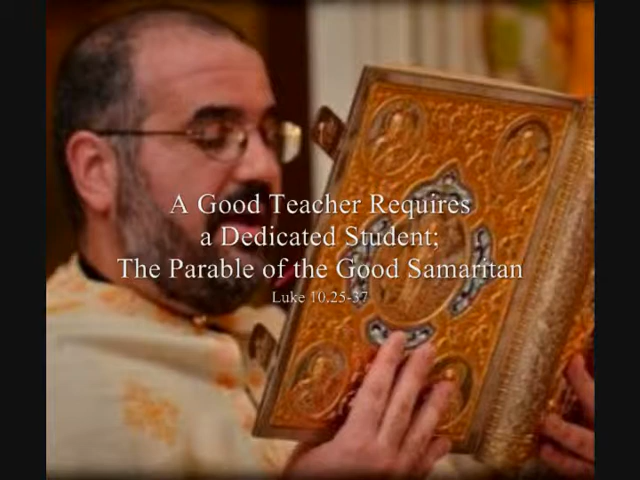 A Good Teacher Requires
a Dedicated Student;
The Parable of the Good Samaritan
Luke 10,25-37